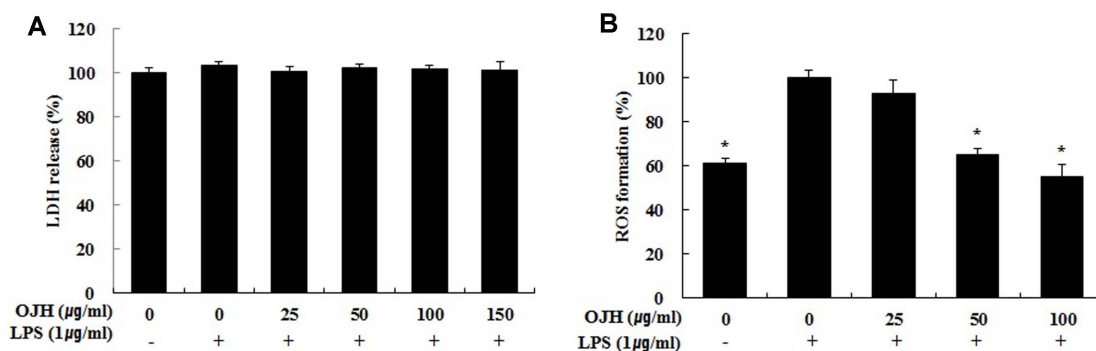 A
LDH release (%)
120
100
80
60
40
20
0
OJH (μg/ml) 0 0 25 50 100 150
LPS (1μg/ml) - + + + + +
B
ROS formation (%)
120
100
80
60
40
20
0
* * *
OJH (μg/ml) 0 0 25 50 100
LPS (1μg/ml) - + + + +